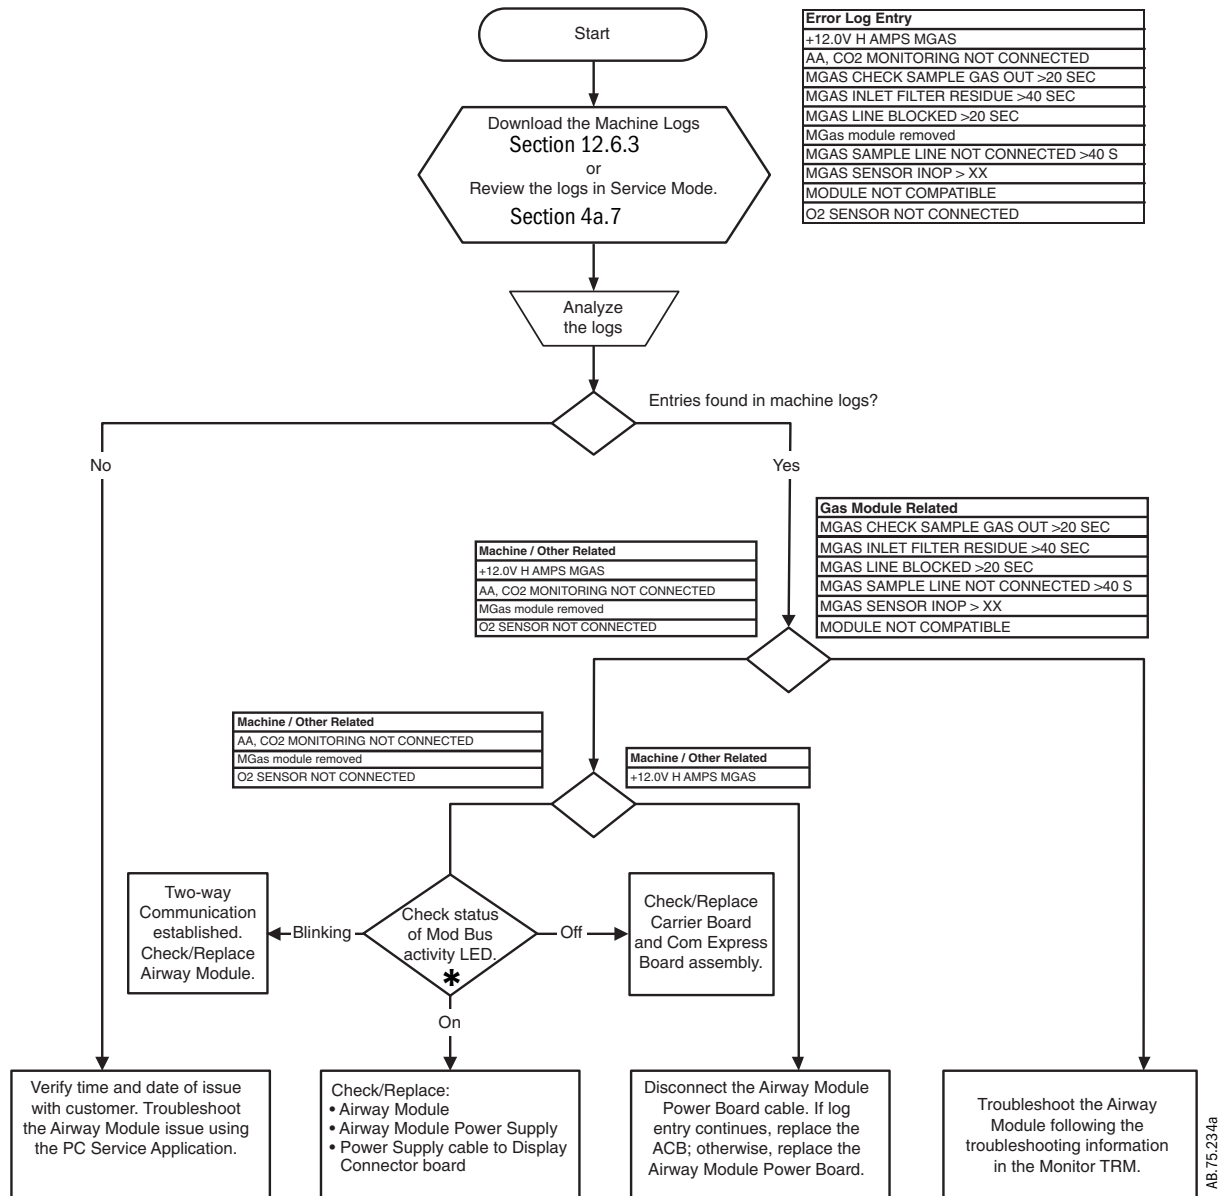 Start
Error Log Entry
+12.0V H AMPS MGAS
AA, CO2 MONITORING NOT CONNECTED
MGAS CHECK SAMPLE GAS OUT >20 SEC
MGAS INLET FILTER RESIDUE >40 SEC
MGAS LINE BLOCKED >20 SEC
MGas module removed
MGAS SAMPLE LINE NOT CONNECTED >40 S
MGAS SENSOR INOP > XX
MODULE NOT COMPATIBLE
O2 SENSOR NOT CONNECTED
Download the Machine Logs
Section 12.6.3
or
Review the logs in Service Mode.
Section 4a.7
Analyze
the logs
Entries found in machine logs?
No
Yes
Gas Module Related
MGAS CHECK SAMPLE GAS OUT >20 SEC
MGAS INLET FILTER RESIDUE >40 SEC
MGAS LINE BLOCKED >20 SEC
MGAS SAMPLE LINE NOT CONNECTED >40 S
MGAS SENSOR INOP > XX
MODULE NOT COMPATIBLE
Machine / Other Related
+12.0V H AMPS MGAS
AA, CO2 MONITORING NOT CONNECTED
MGas module removed
O2 SENSOR NOT CONNECTED
Machine / Other Related
AA, CO2 MONITORING NOT CONNECTED
MGas module removed
O2 SENSOR NOT CONNECTED
Machine / Other Related
+12.0V H AMPS MGAS
Two-way
Communication
established.
Check/Replace
Airway Module.
Blinking
Check status
of Mod Bus
activity LED.
*
Off
Check/Replace
Carrier Board
and Com Express
Board assembly.
On
Verify time and date of issue
with customer. Troubleshoot
the Airway Module issue using
the PC Service Application.
Check/Replace:
• Airway Module
• Airway Module Power Supply
• Power Supply cable to Display
Connector board
Disconnect the Airway Module
Power Board cable. If log
entry continues, replace the
ACB; otherwise, replace the
Airway Module Power Board.
Troubleshoot the Airway
Module following the
troubleshooting information
in the Monitor TRM.
AB.75.234a